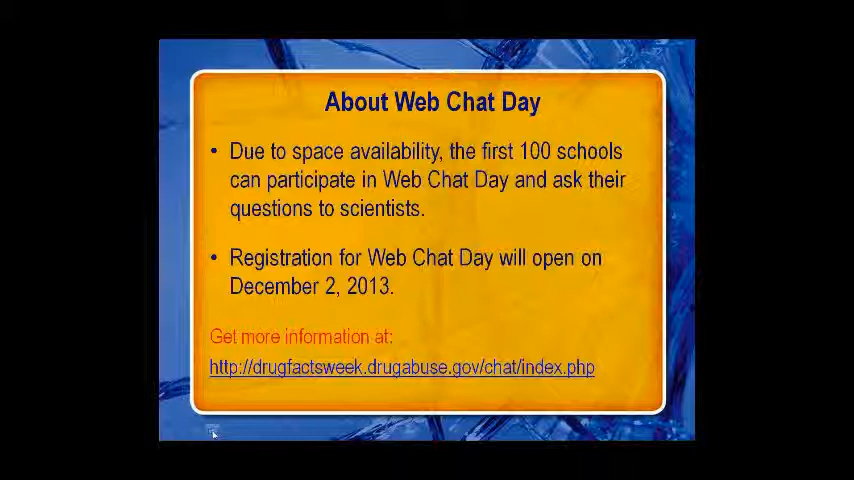 About Web Chat Day
• Due to space availability, the first 100 schools
can participate in Web Chat Day and ask their
questions to scientists.
• Registration for Web Chat Day will open on
December 2, 2013.
Get more information at:
http://drugfactsweek.drugabuse.gov/chat/index.php